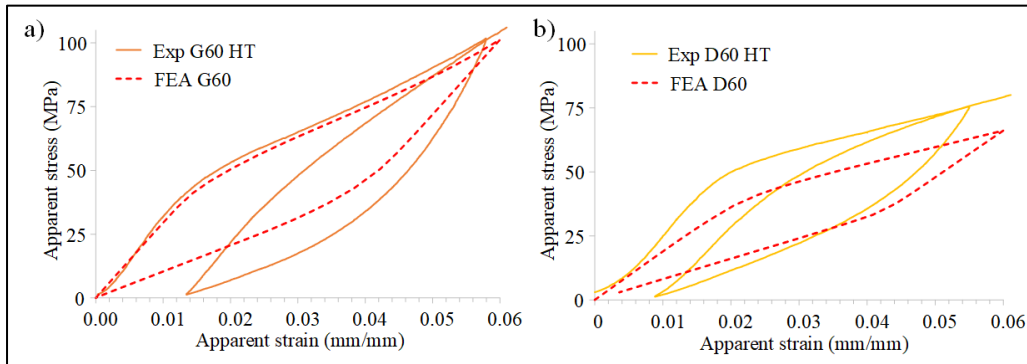 a)
Exp G60 HT
FEA G60
Apparent stress (MPa)
100
75
50
25
0
0.00 0.01 0.02 0.03 0.04 0.05 0.06
Apparent strain (mm/mm)
b)
Exp D60 HT
FEA D60
Apparent stress (MPa)
100
75
50
25
0
0 0.01 0.02 0.03 0.04 0.05 0.06
Apparent strain (mm/mm)